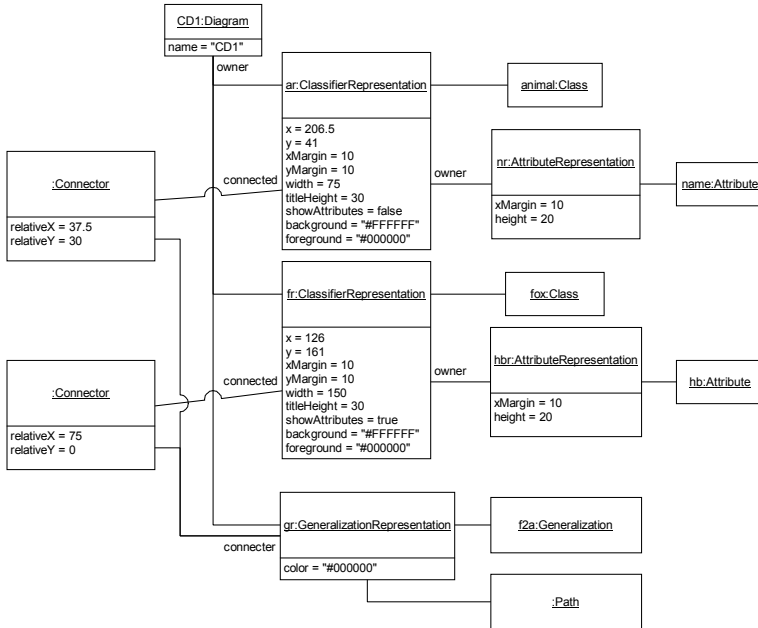 CD1:Diagram
name = "CD1"
owner
ar:ClassifierRepresentation
x = 206.5
y = 41
xMargin = 10
yMargin = 10
width = 75
titleHeight = 30
showAttributes = false
background = "#FFFFFF"
foreground = "#000000"
animal:Class
owner
nr:AttributeRepresentation
xMargin = 10
height = 20
name:Attribute
:Connector
relativeX = 37.5
relativeY = 30
connected
fr:ClassifierRepresentation
x = 126
y = 161
xMargin = 10
yMargin = 10
width = 150
titleHeight = 30
showAttributes = true
background = "#FFFFFF"
foreground = "#000000"
fox:Class
owner
hbr:AttributeRepresentation
xMargin = 10
height = 20
hb:Attribute
:Connector
relativeX = 75
relativeY = 0
connected
gr:GeneralizationRepresentation
color = "#000000"
connecter
f2a:Generalization
:Path